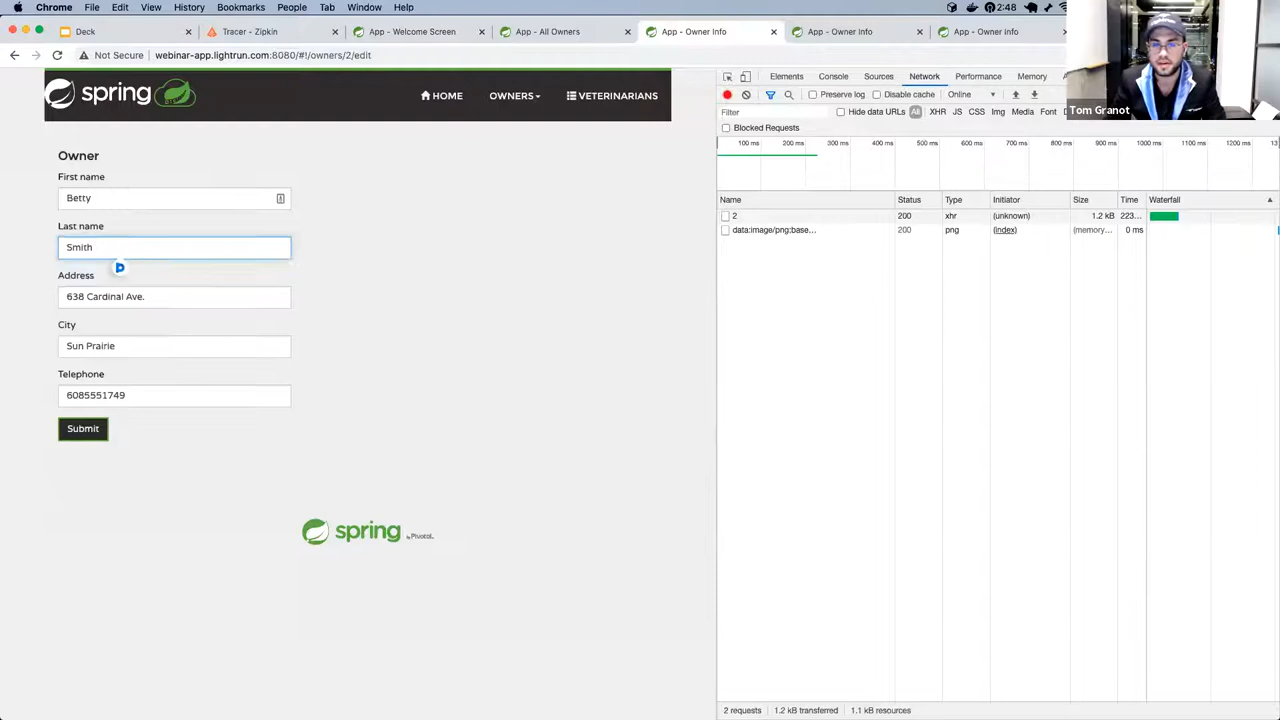 Chrome File Edit View History Bookmarks People Tab Window Help 2:48
Deck
Tracer - Zipkin
App - Welcome Screen
App - All Owners
App - Owner Info
App - Owner Info
App - Owner Info
Not Secure webinar-app.lightrun.com:8080/#!/owners/2/edit
spring
HOME
OWNERS
VETERINARIANS
Owner
First name
Betty
Last name
Smith
Address
638 Cardinal Ave.
City
Sun Prairie
Telephone
6085551749
Submit
spring by Pivotal.
Elements Console Sources Network Performance Memory
Preserve log Disable cache Online
Filter Hide data URLs All XHR JS CSS Img Media Font
Blocked Requests
100 ms 200 ms 300 ms 400 ms 500 ms 600 ms 700 ms 800 ms 900 ms 1000 ms 1100 ms 1200 ms 13
Name Status Type Initiator Size Time Waterfall
2 200 xhr (unknown) 1.2 kB 223...
data:image/png;base... 200 png (index) (memory... 0 ms
2 requests 1.2 kB transferred 1.1 kB resources
Tom Granot